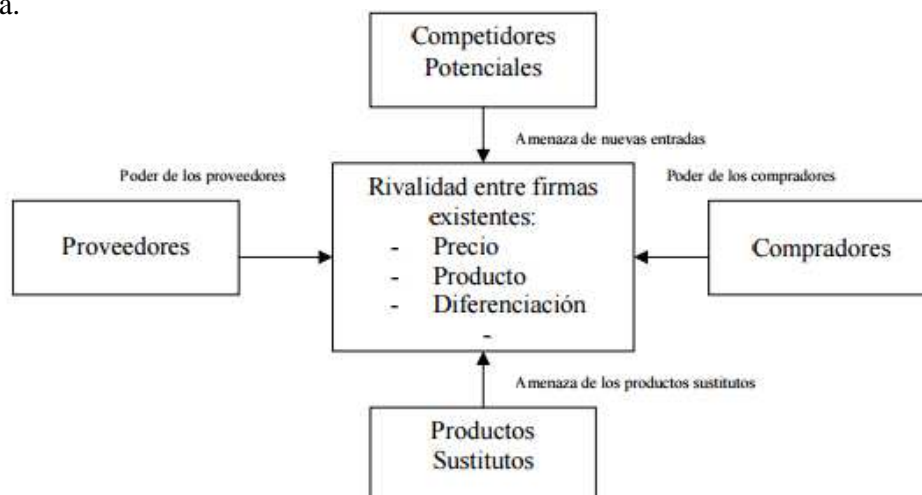 a.
Competidores
Potenciales
Amenaza de nuevas entradas
Poder de los proveedores
Poder de los compradores
Proveedores
Rivalidad entre firmas
existentes:
- Precio
- Producto
- Diferenciación
-
Compradores
Amenaza de los productos sustitutos
Productos
Sustitutos